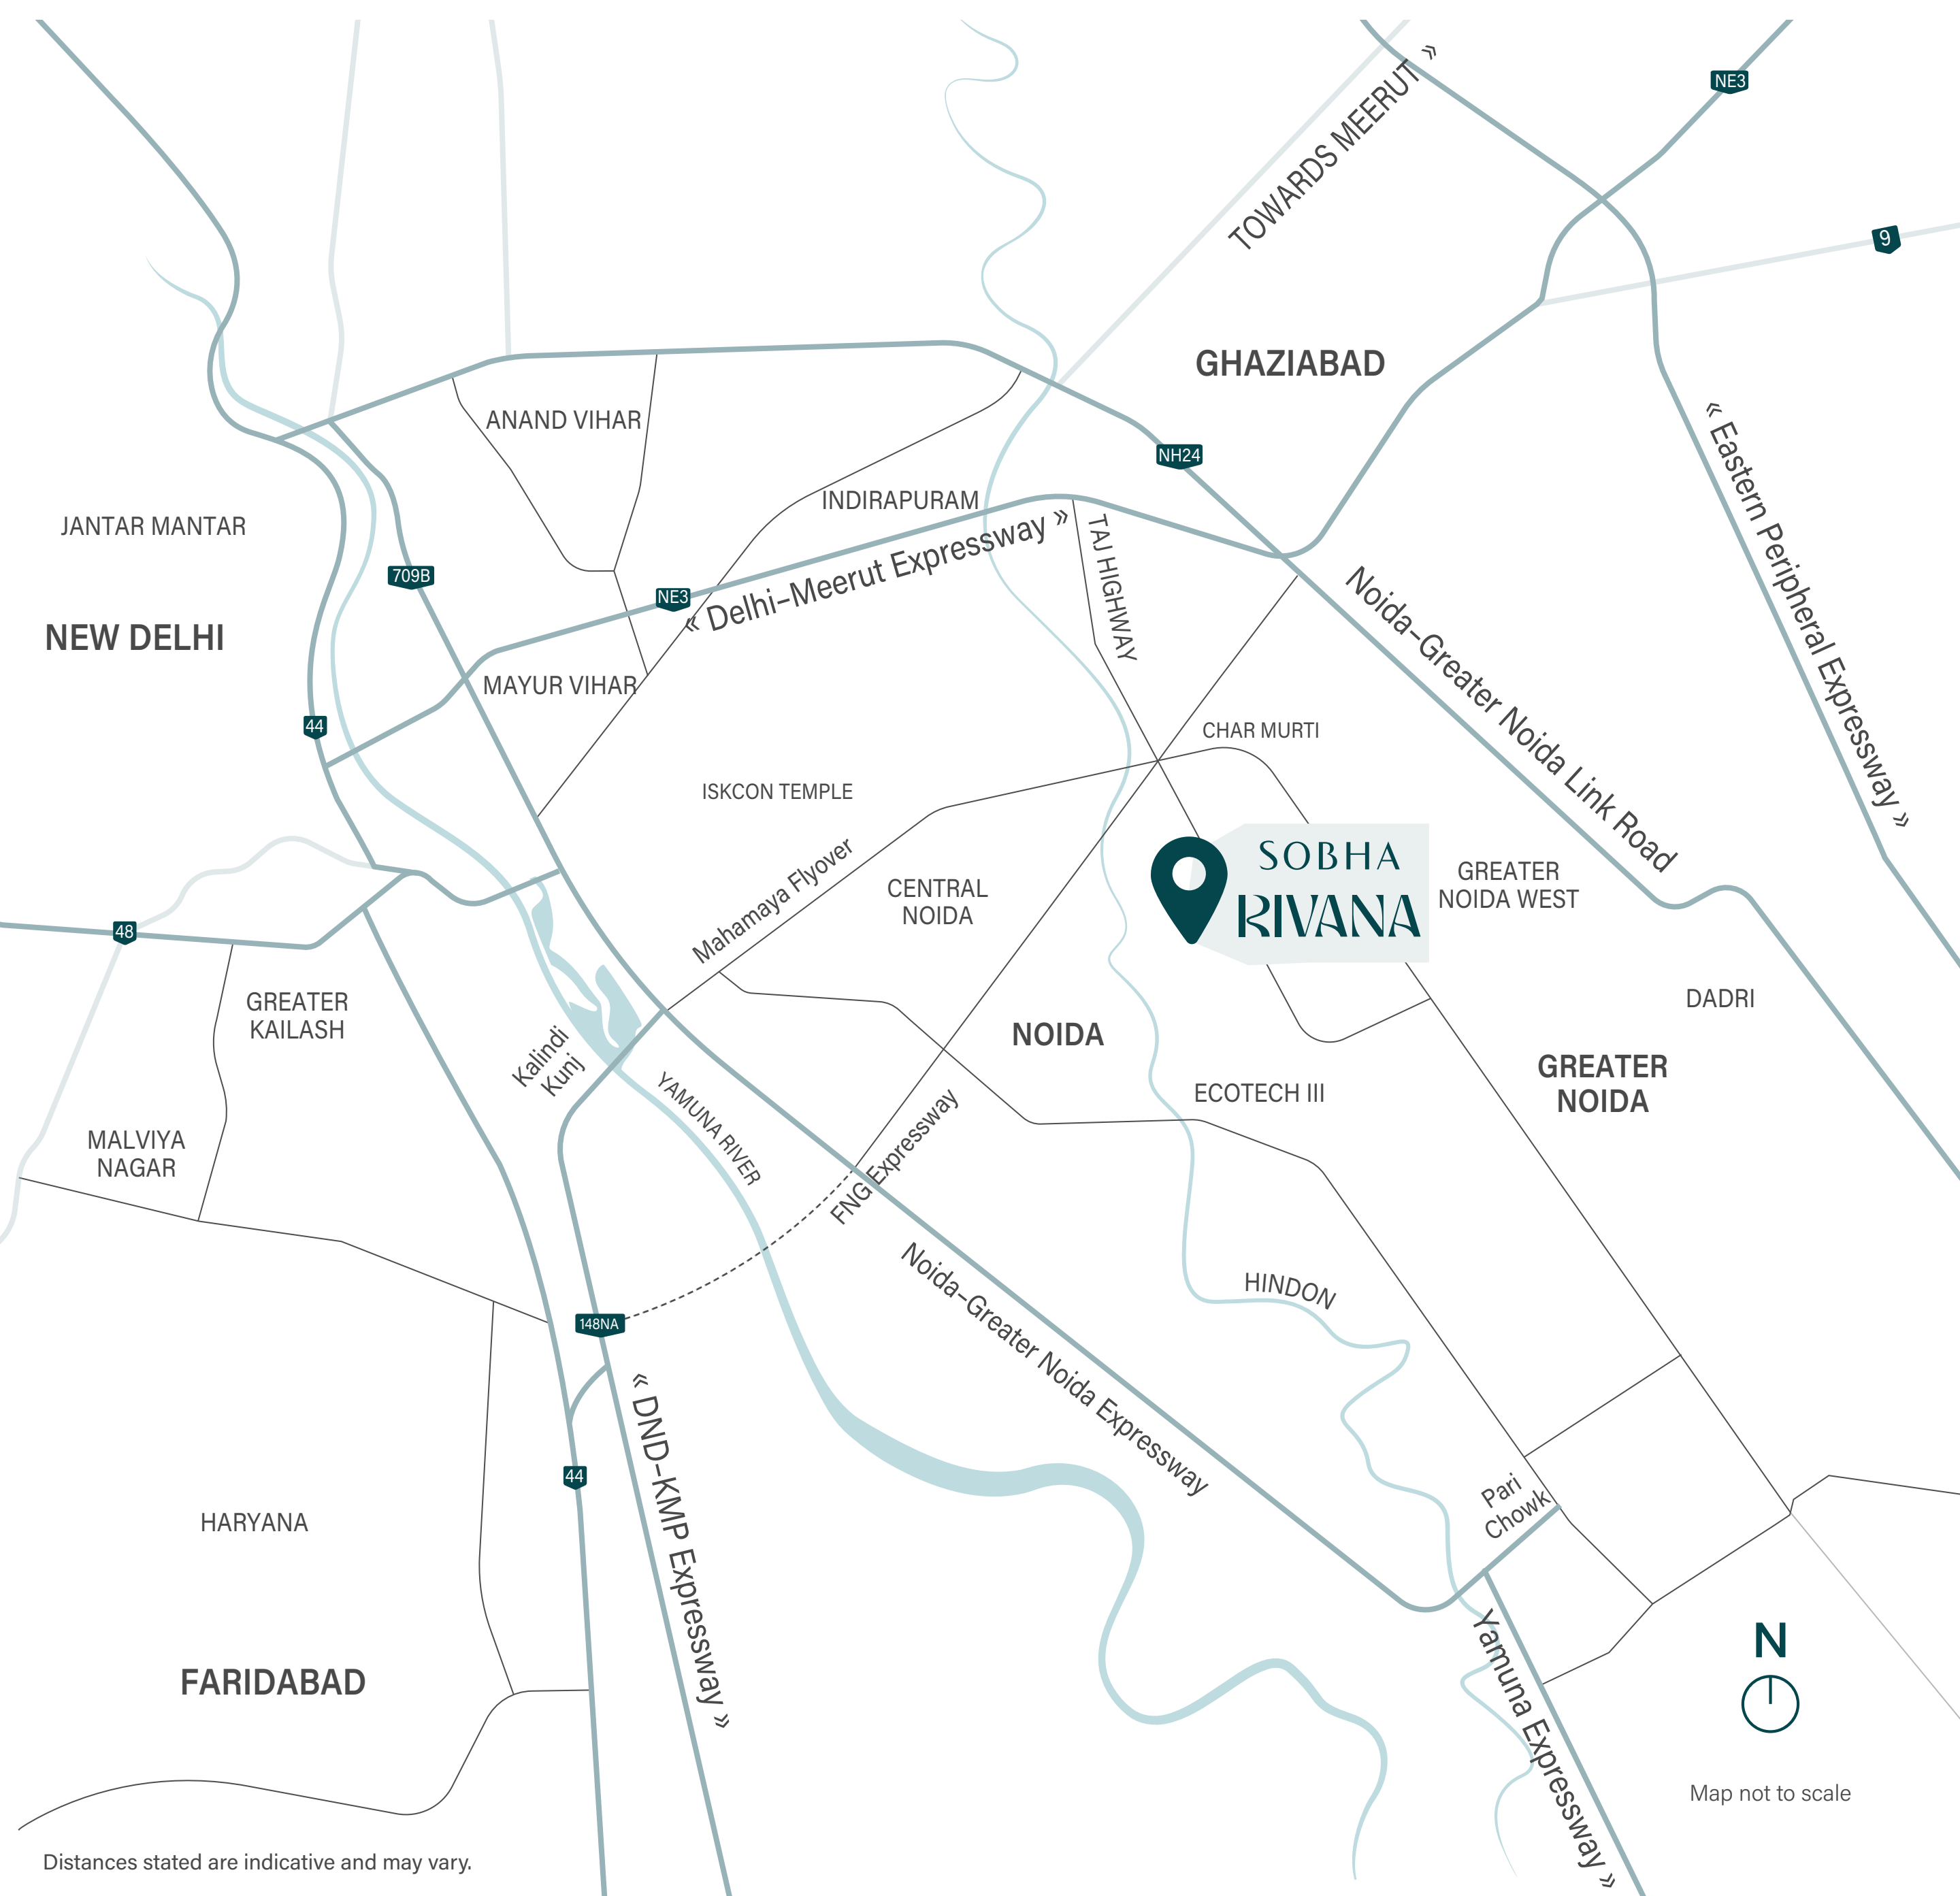 TOWARDS MEERUT »
NE3
9
GHAZIABAD
ANAND VIHAR
NH24
INDIRAPURAM
JANTAR MANTAR
709B
NE3
« Delhi-Meerut Expressway »
TAJ HIGHWAY
« Eastern Peripheral Expressway »
NEW DELHI
MAYUR VIHAR
44
Noida-Greater Noida Link Road
CHAR MURTI
ISKCON TEMPLE
Mahamaya Flyover
SOBHA
RIVANA
GREATER
NOIDA WEST
CENTRAL
NOIDA
48
GREATER
KAILASH
DADRI
NOIDA
Kalindi
Kunj
GREATER
NOIDA
YAMUNA RIVER
ECOTECH III
MALVIYA
NAGAR
FNG Expressway
HINDON
148NA
Noida-Greater Noida Expressway
« DND-KMP Expressway »
44
Pari
Chowk
HARYANA
FARIDABAD
Yamuna Expressway »
N
Map not to scale
Distances stated are indicative and may vary.